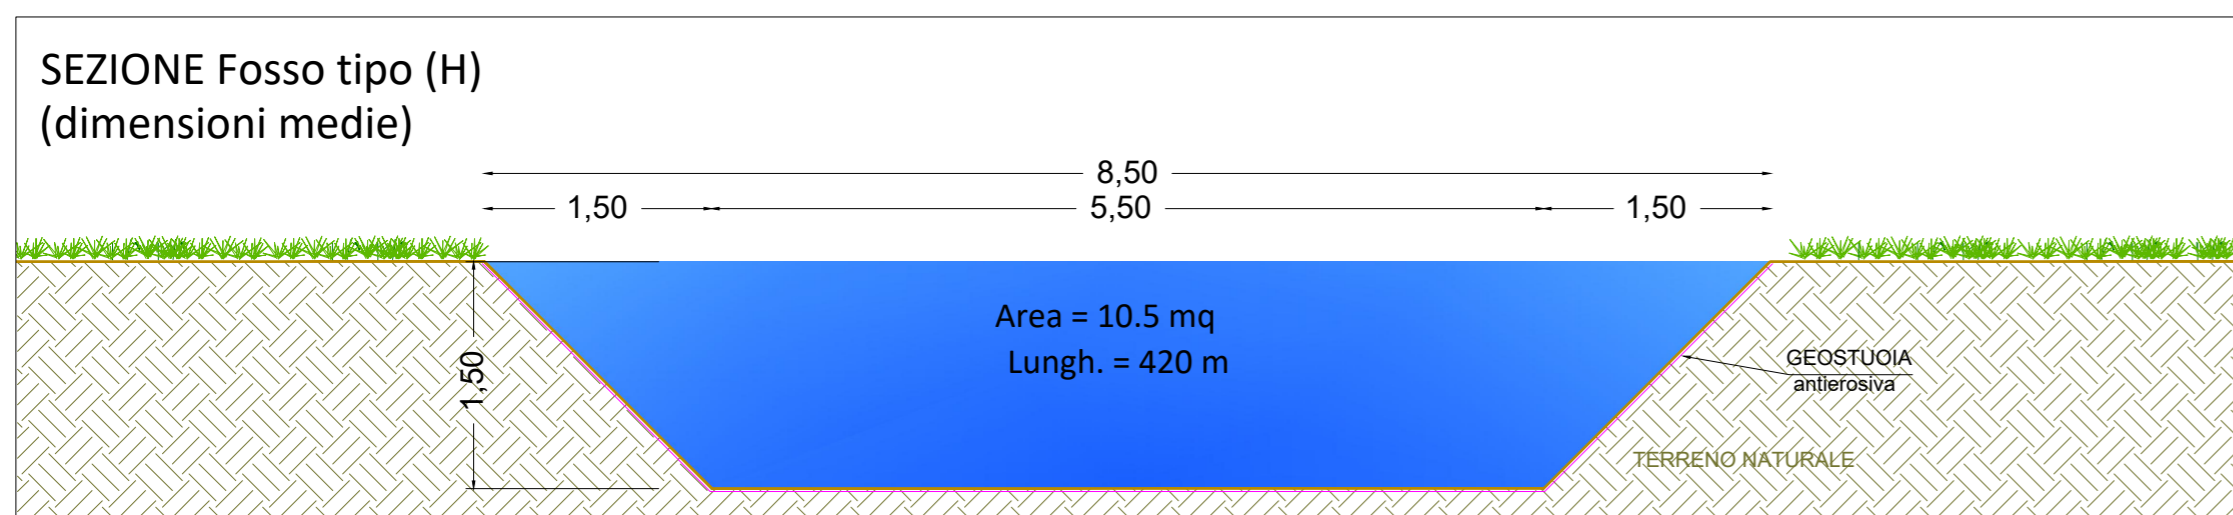 SEZIONE Fosso tipo (H)
(dimensioni medie)
8,50
1,50
5,50
1,50
Area = 10.5 mq
Lungh. = 420 m
1,50
GEOSTUOIA
antierosiva
TERRENO NATURALE